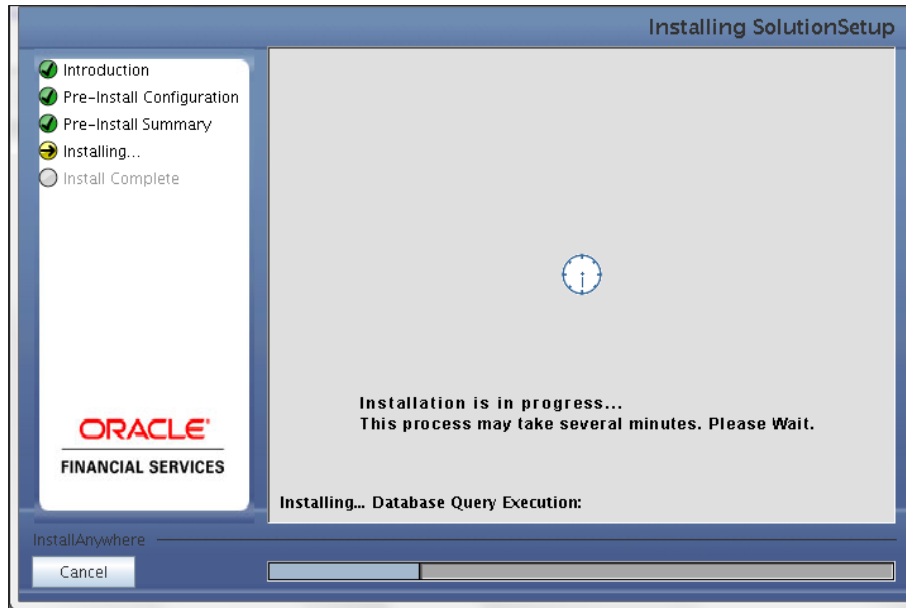 Installing SolutionSetup
Introduction
Pre-Install Configuration
Pre-Install Summary
Installing...
Install Complete
ORACLE'
FINANCIAL SERVICES
Installation is in progress...
This process may take several minutes. Please Wait.
Installing... Database Query Execution:
InstallAnywhere
Cancel